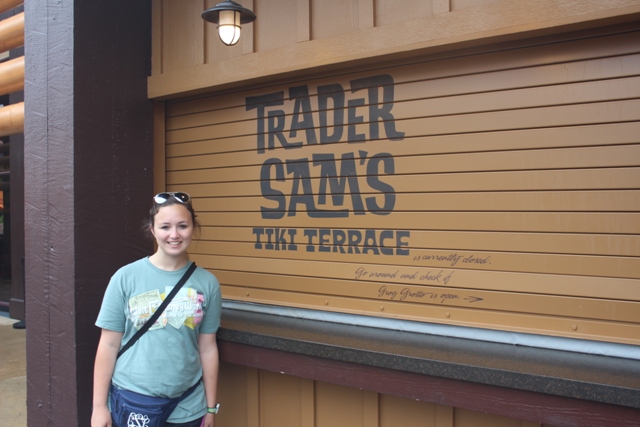 TRADER
SAM'S
TIKI TERRACE
is currently closed.
Go around and check if
Grog Grotto is open